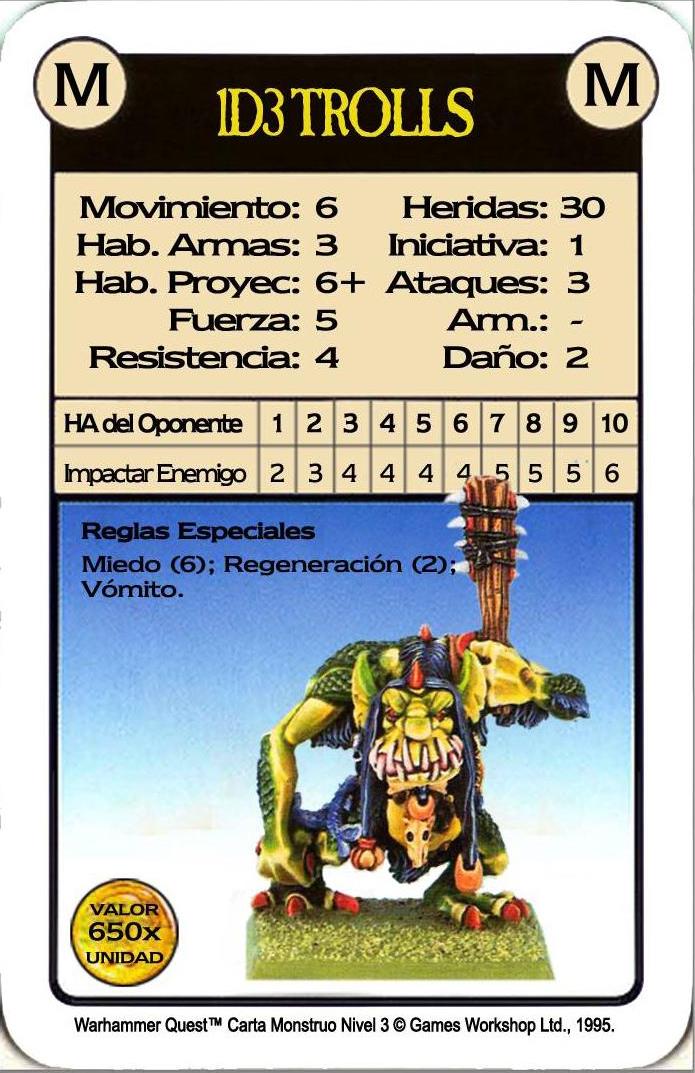 M M
1D3 TROLLS
Movimiento: 6 Heridas: 30
Hab. Armas: 3 Iniciativa: 1
Hab. Proyec: 6+ Ataques: 3
Fuerza: 5 Arm.: -
Resistencia: 4 Daño: 2
HA del Oponente 1 2 3 4 5 6 7 8 9 10
Impactar Enemigo 2 3 4 4 4 4 5 5 5 6
Reglas Especiales
Miedo (6); Regeneración (2);
Vómito.
VALOR
650x
UNIDAD
Warhammer Quest™ Carta Monstruo Nivel 3 © Games Workshop Ltd., 1995.